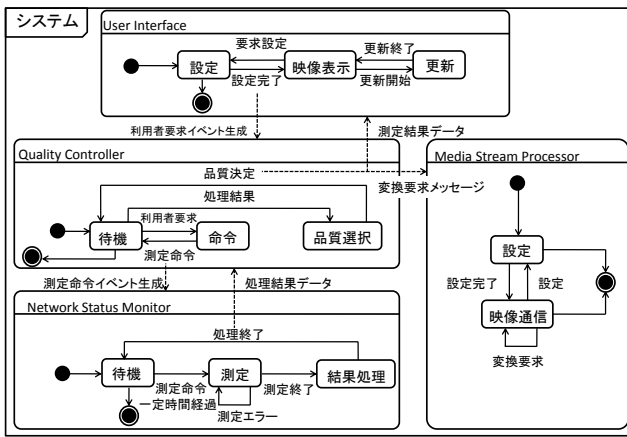 システム
User Interface
要求設定
更新終了
設定
映像表示
更新
設定完了
更新開始
利用者要求イベント生成
測定結果データ
Quality Controller
品質決定
変換要求メッセージ
処理結果
利用者要求
待機
命令
品質選択
測定命令
Media Stream Processor
設定
設定完了
設定
映像通信
変換要求
測定命令イベント生成
処理結果データ
Network Status Monitor
処理終了
待機
測定
結果処理
測定命令
一定時間経過
測定終了
測定エラー